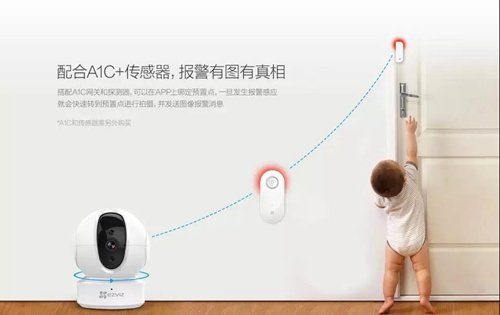 配合A1C+传感器，报警有图有真相
搭配A1C网关和探测器，可以在APP上绑定预置点，一旦发生报警感应
就会快速转到预置点进行拍摄，并发送图像报警消息
*A1C和传感器需另外购买
EZVIZ